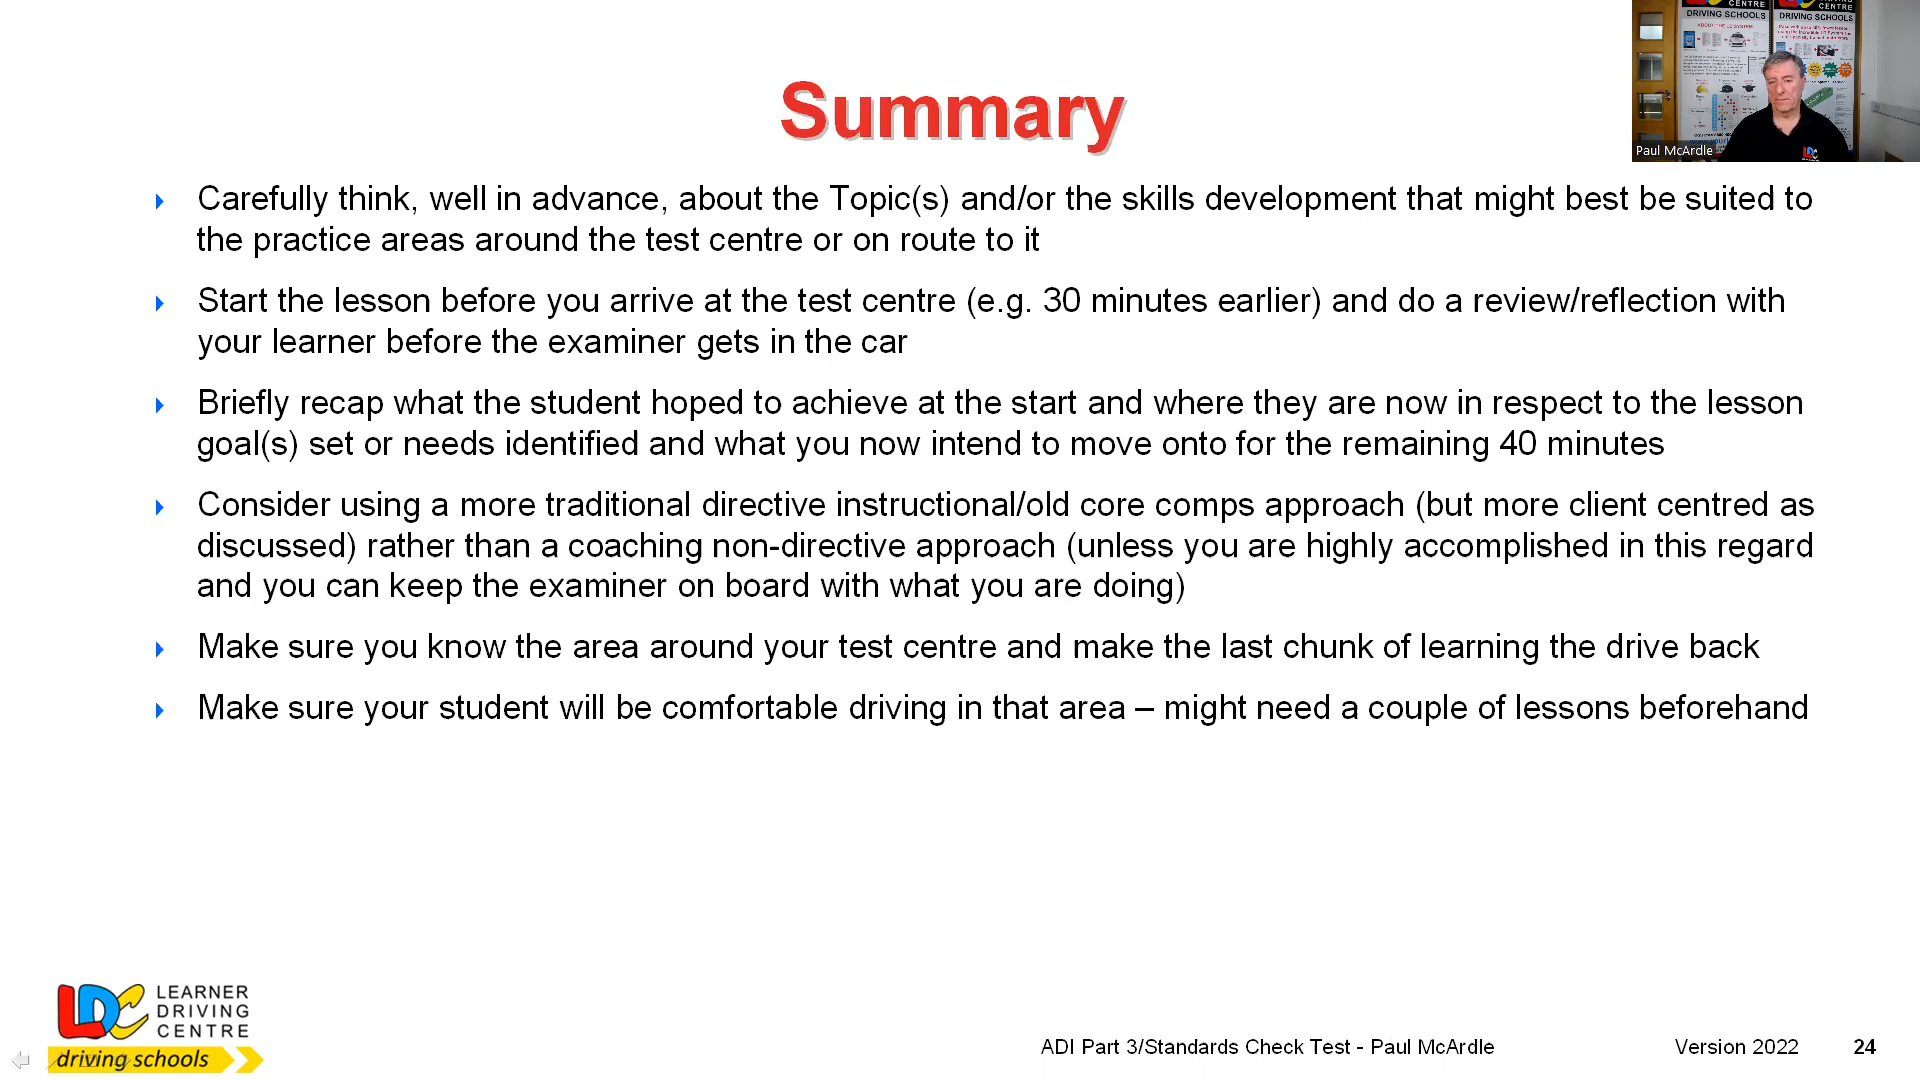 CENTRE
CENTRE
DRIVING SCHOOLS
DRIVING SCHOOLS
Paul McArdle
Summary
Carefully think, well in advance, about the Topic(s) and/or the skills development that might best be suited to
the practice areas around the test centre or on route to it
Start the lesson before you arrive at the test centre (e.g. 30 minutes earlier) and do a review/reflection with
your learner before the examiner gets in the car
Briefly recap what the student hoped to achieve at the start and where they are now in respect to the lesson
goal(s) set or needs identified and what you now intend to move onto for the remaining 40 minutes
Consider using a more traditional directive instructional/old core comps approach (but more client centred as
discussed) rather than a coaching non-directive approach (unless you are highly accomplished in this regard
and you can keep the examiner on board with what you are doing)
Make sure you know the area around your test centre and make the last chunk of learning the drive back
Make sure your student will be comfortable driving in that area – might need a couple of lessons beforehand
LDC
LEARNER
DRIVING
CENTRE
driving schools
ADI Part 3/Standards Check Test - Paul McArdle
Version 2022
24